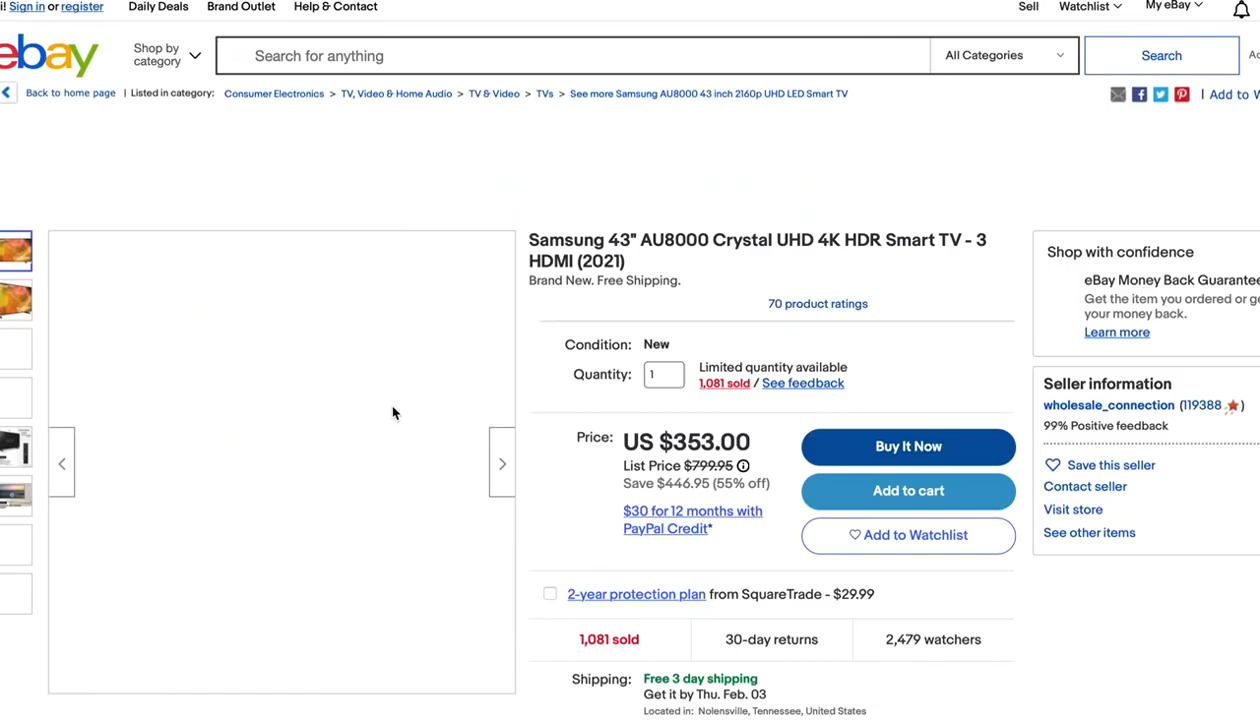 i! Sign in or register Daily Deals Brand Outlet Help & Contact Sell Watchlist My eBay
ebay Shop by category Search for anything All Categories Search
Back to home page | Listed in category: Consumer Electronics > TV, Video & Home Audio > TV & Video > TVs > See more Samsung AU8000 43 inch 2160p UHD LED Smart TV | Add to W
Samsung 43" AU8000 Crystal UHD 4K HDR Smart TV - 3
HDMI (2021)
Brand New. Free Shipping.
70 product ratings
Condition: New
Quantity: 1 Limited quantity available
1,081 sold / See feedback
Price: US $353.00
List Price $799.95
Save $446.95 (55% off)
$30 for 12 months with
PayPal Credit*
Buy It Now
Add to cart
Add to Watchlist
2-year protection plan from SquareTrade - $29.99
1,081 sold 30-day returns 2,479 watchers
Shipping: Free 3 day shipping
Get it by Thu. Feb. 03
Located in: Nolensville, Tennessee, United States
Shop with confidence
eBay Money Back Guarantee
Get the item you ordered or ge
your money back.
Learn more
Seller information
wholesale_connection (119388)
99% Positive feedback
Save this seller
Contact seller
Visit store
See other items